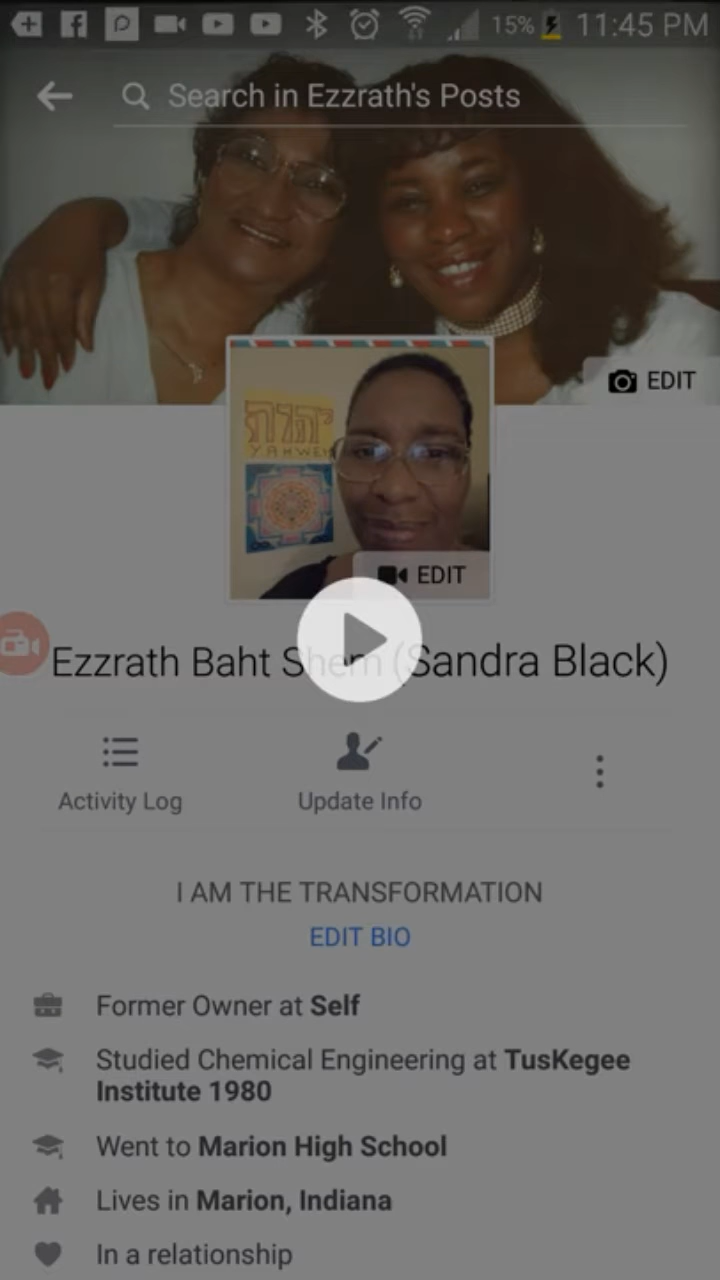 15% 11:45 PM
Search in Ezzrath's Posts
EDIT
יהוה
YAHWEH
EDIT
Ezzrath Baht Shem (Sandra Black)
Activity Log
Update Info
I AM THE TRANSFORMATION
EDIT BIO
Former Owner at Self
Studied Chemical Engineering at TusKegee
Institute 1980
Went to Marion High School
Lives in Marion, Indiana
In a relationship